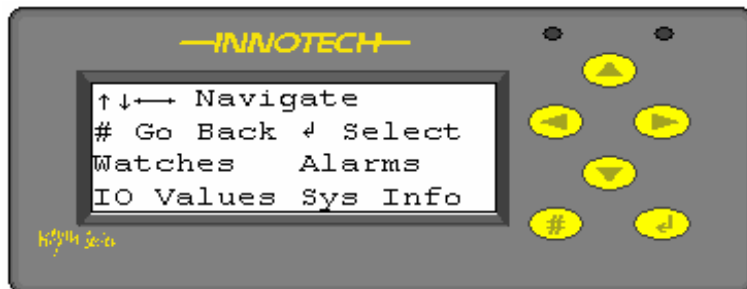 INNOTECH
↑↓←→ Navigate
# Go Back ↲ Select
Watches Alarms
IO Values Sys Info
#